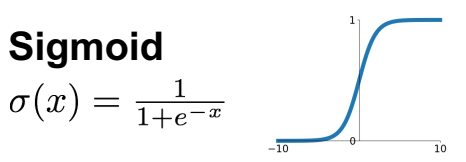 Sigmoid
σ(x) = 1/(1+e^{-x})
1
0
−10
10